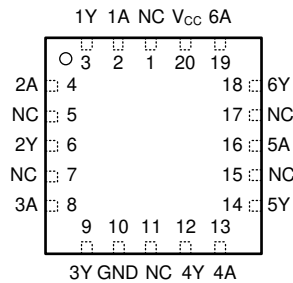 1Y 1A NC VCC 6A
3 2 1 20 19
2A 4 18 6Y
NC 5 17 NC
2Y 6 16 5A
NC 7 15 NC
3A 8 14 5Y
9 10 11 12 13
3Y GND NC 4Y 4A